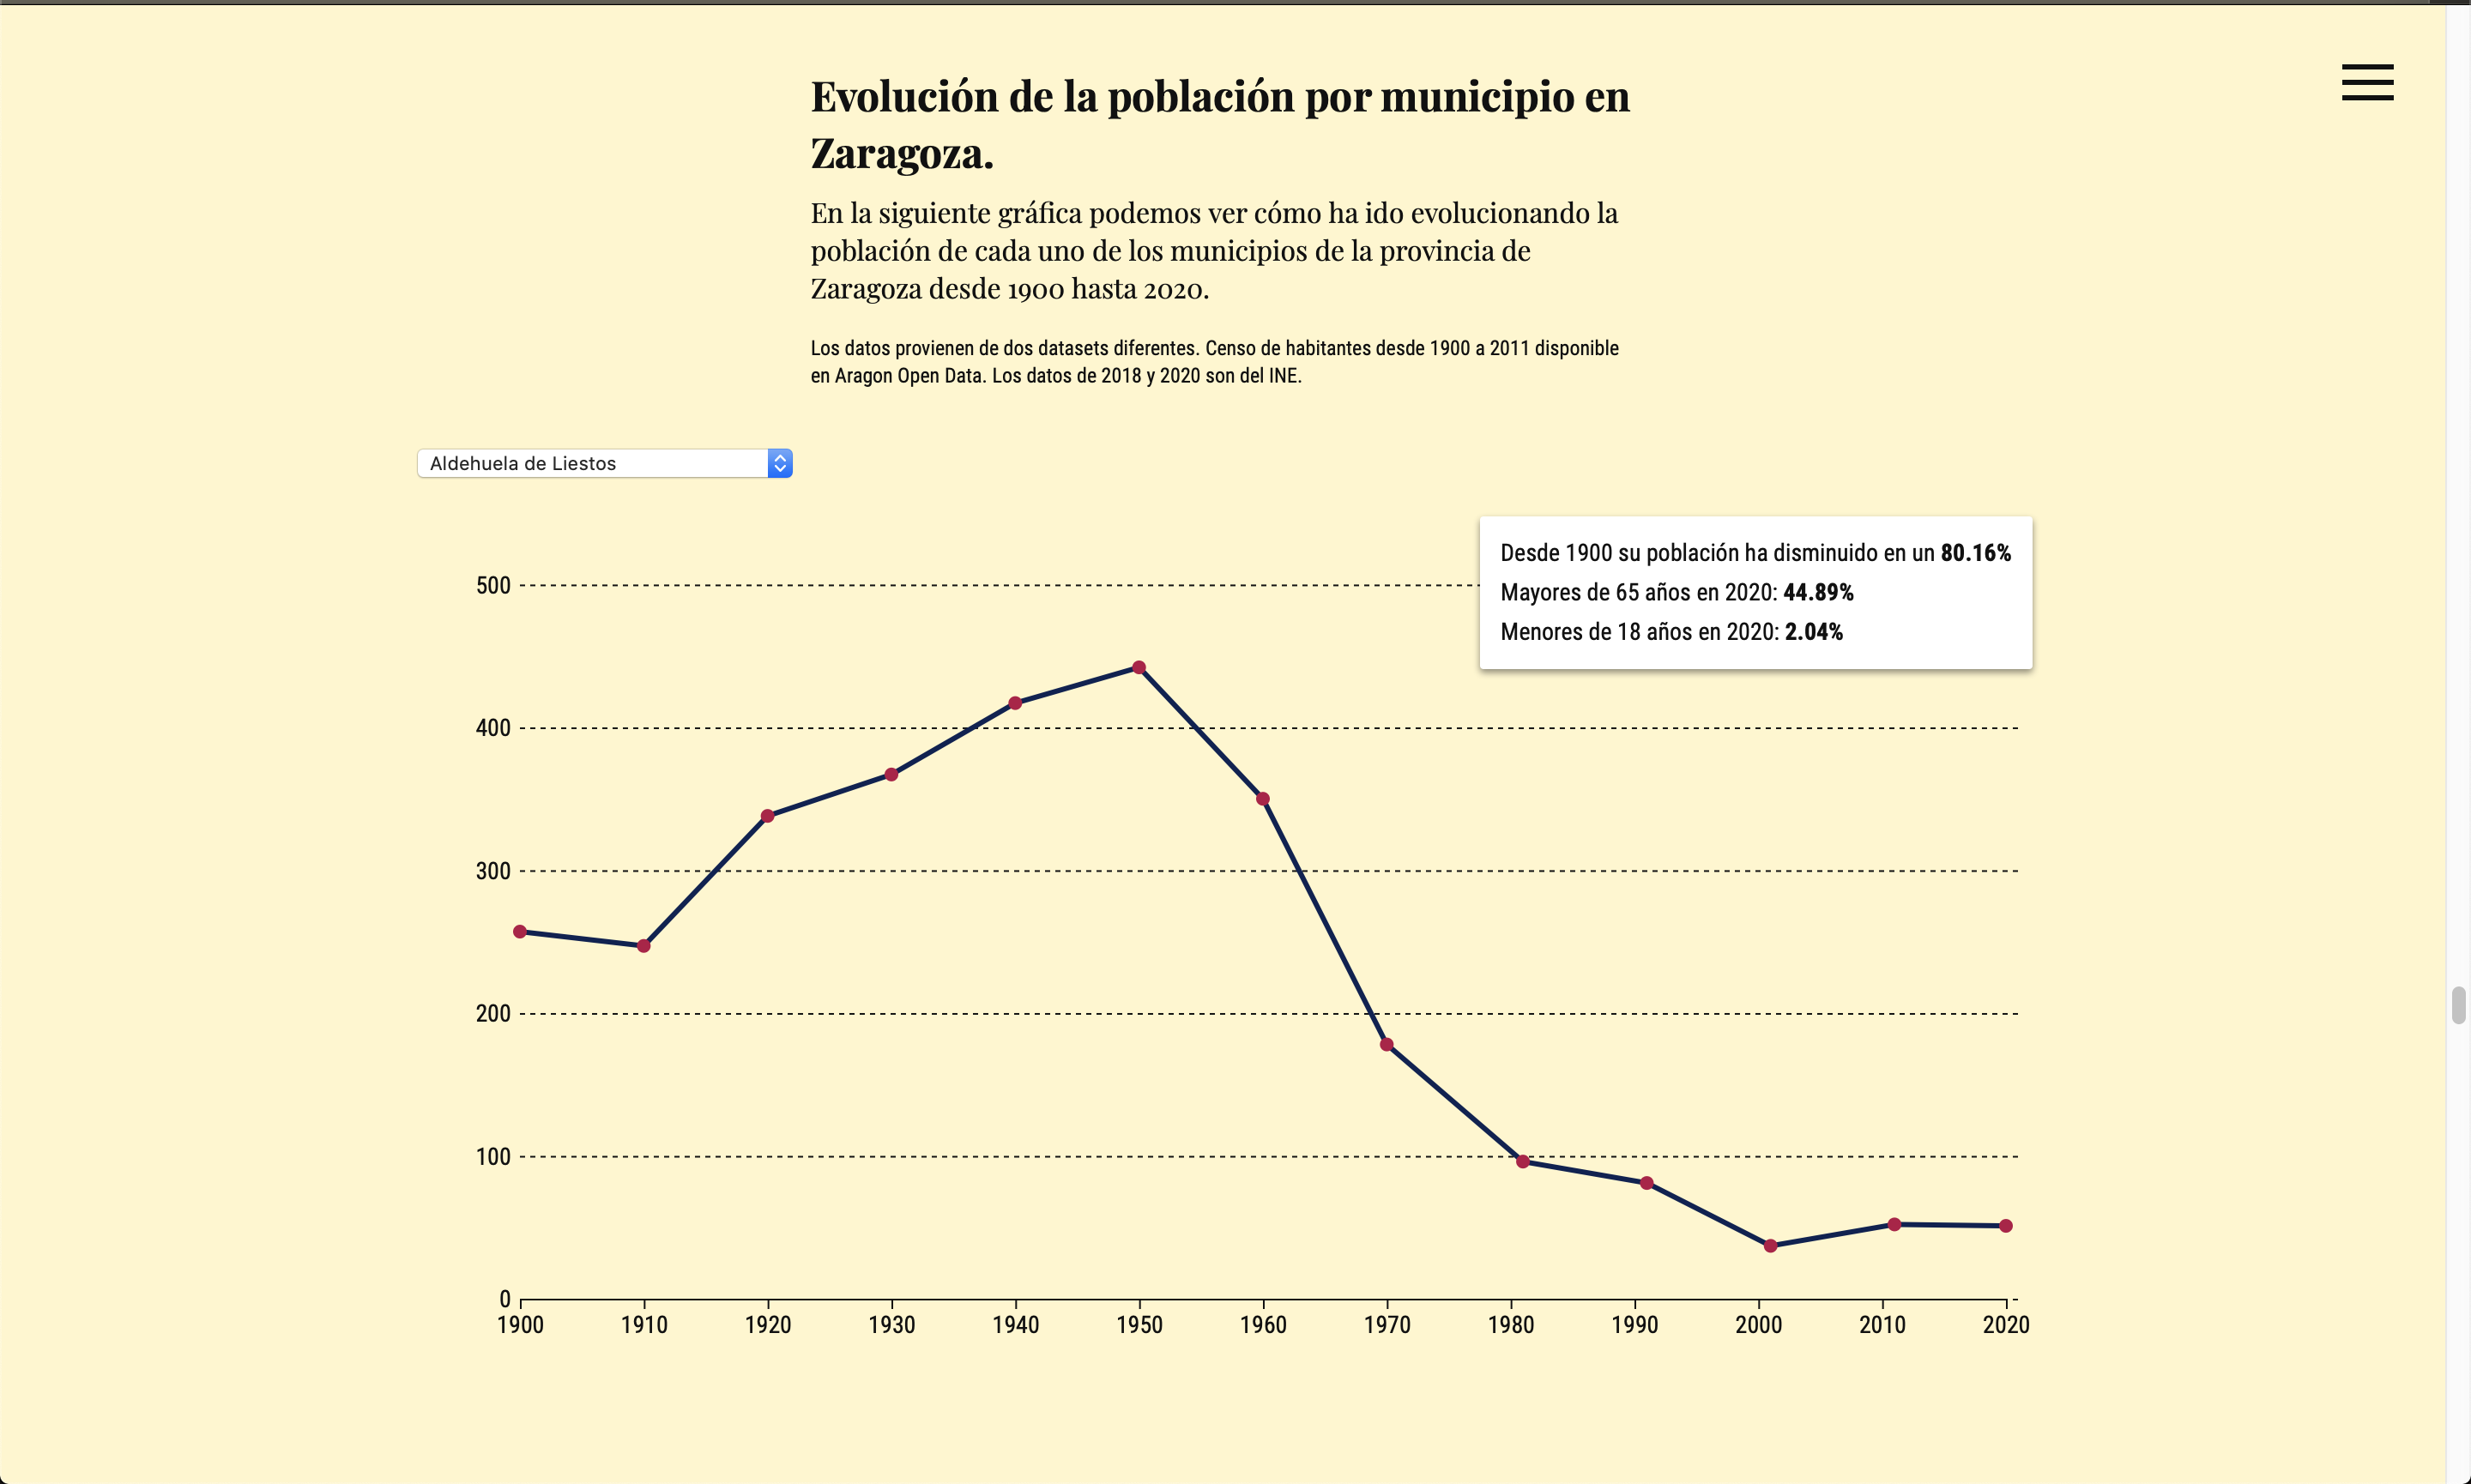 Evolución de la población por municipio en
Zaragoza.
En la siguiente gráfica podemos ver cómo ha ido evolucionando la
población de cada uno de los municipios de la provincia de
Zaragoza desde 1900 hasta 2020.
Los datos provienen de dos datasets diferentes. Censo de habitantes desde 1900 a 2011 disponible
en Aragon Open Data. Los datos de 2018 y 2020 son del INE.
Aldehuela de Liestos
Desde 1900 su población ha disminuido en un 80.16%
Mayores de 65 años en 2020: 44.89%
Menores de 18 años en 2020: 2.04%
500
400
300
200
100
0
1900 1910 1920 1930 1940 1950 1960 1970 1980 1990 2000 2010 2020